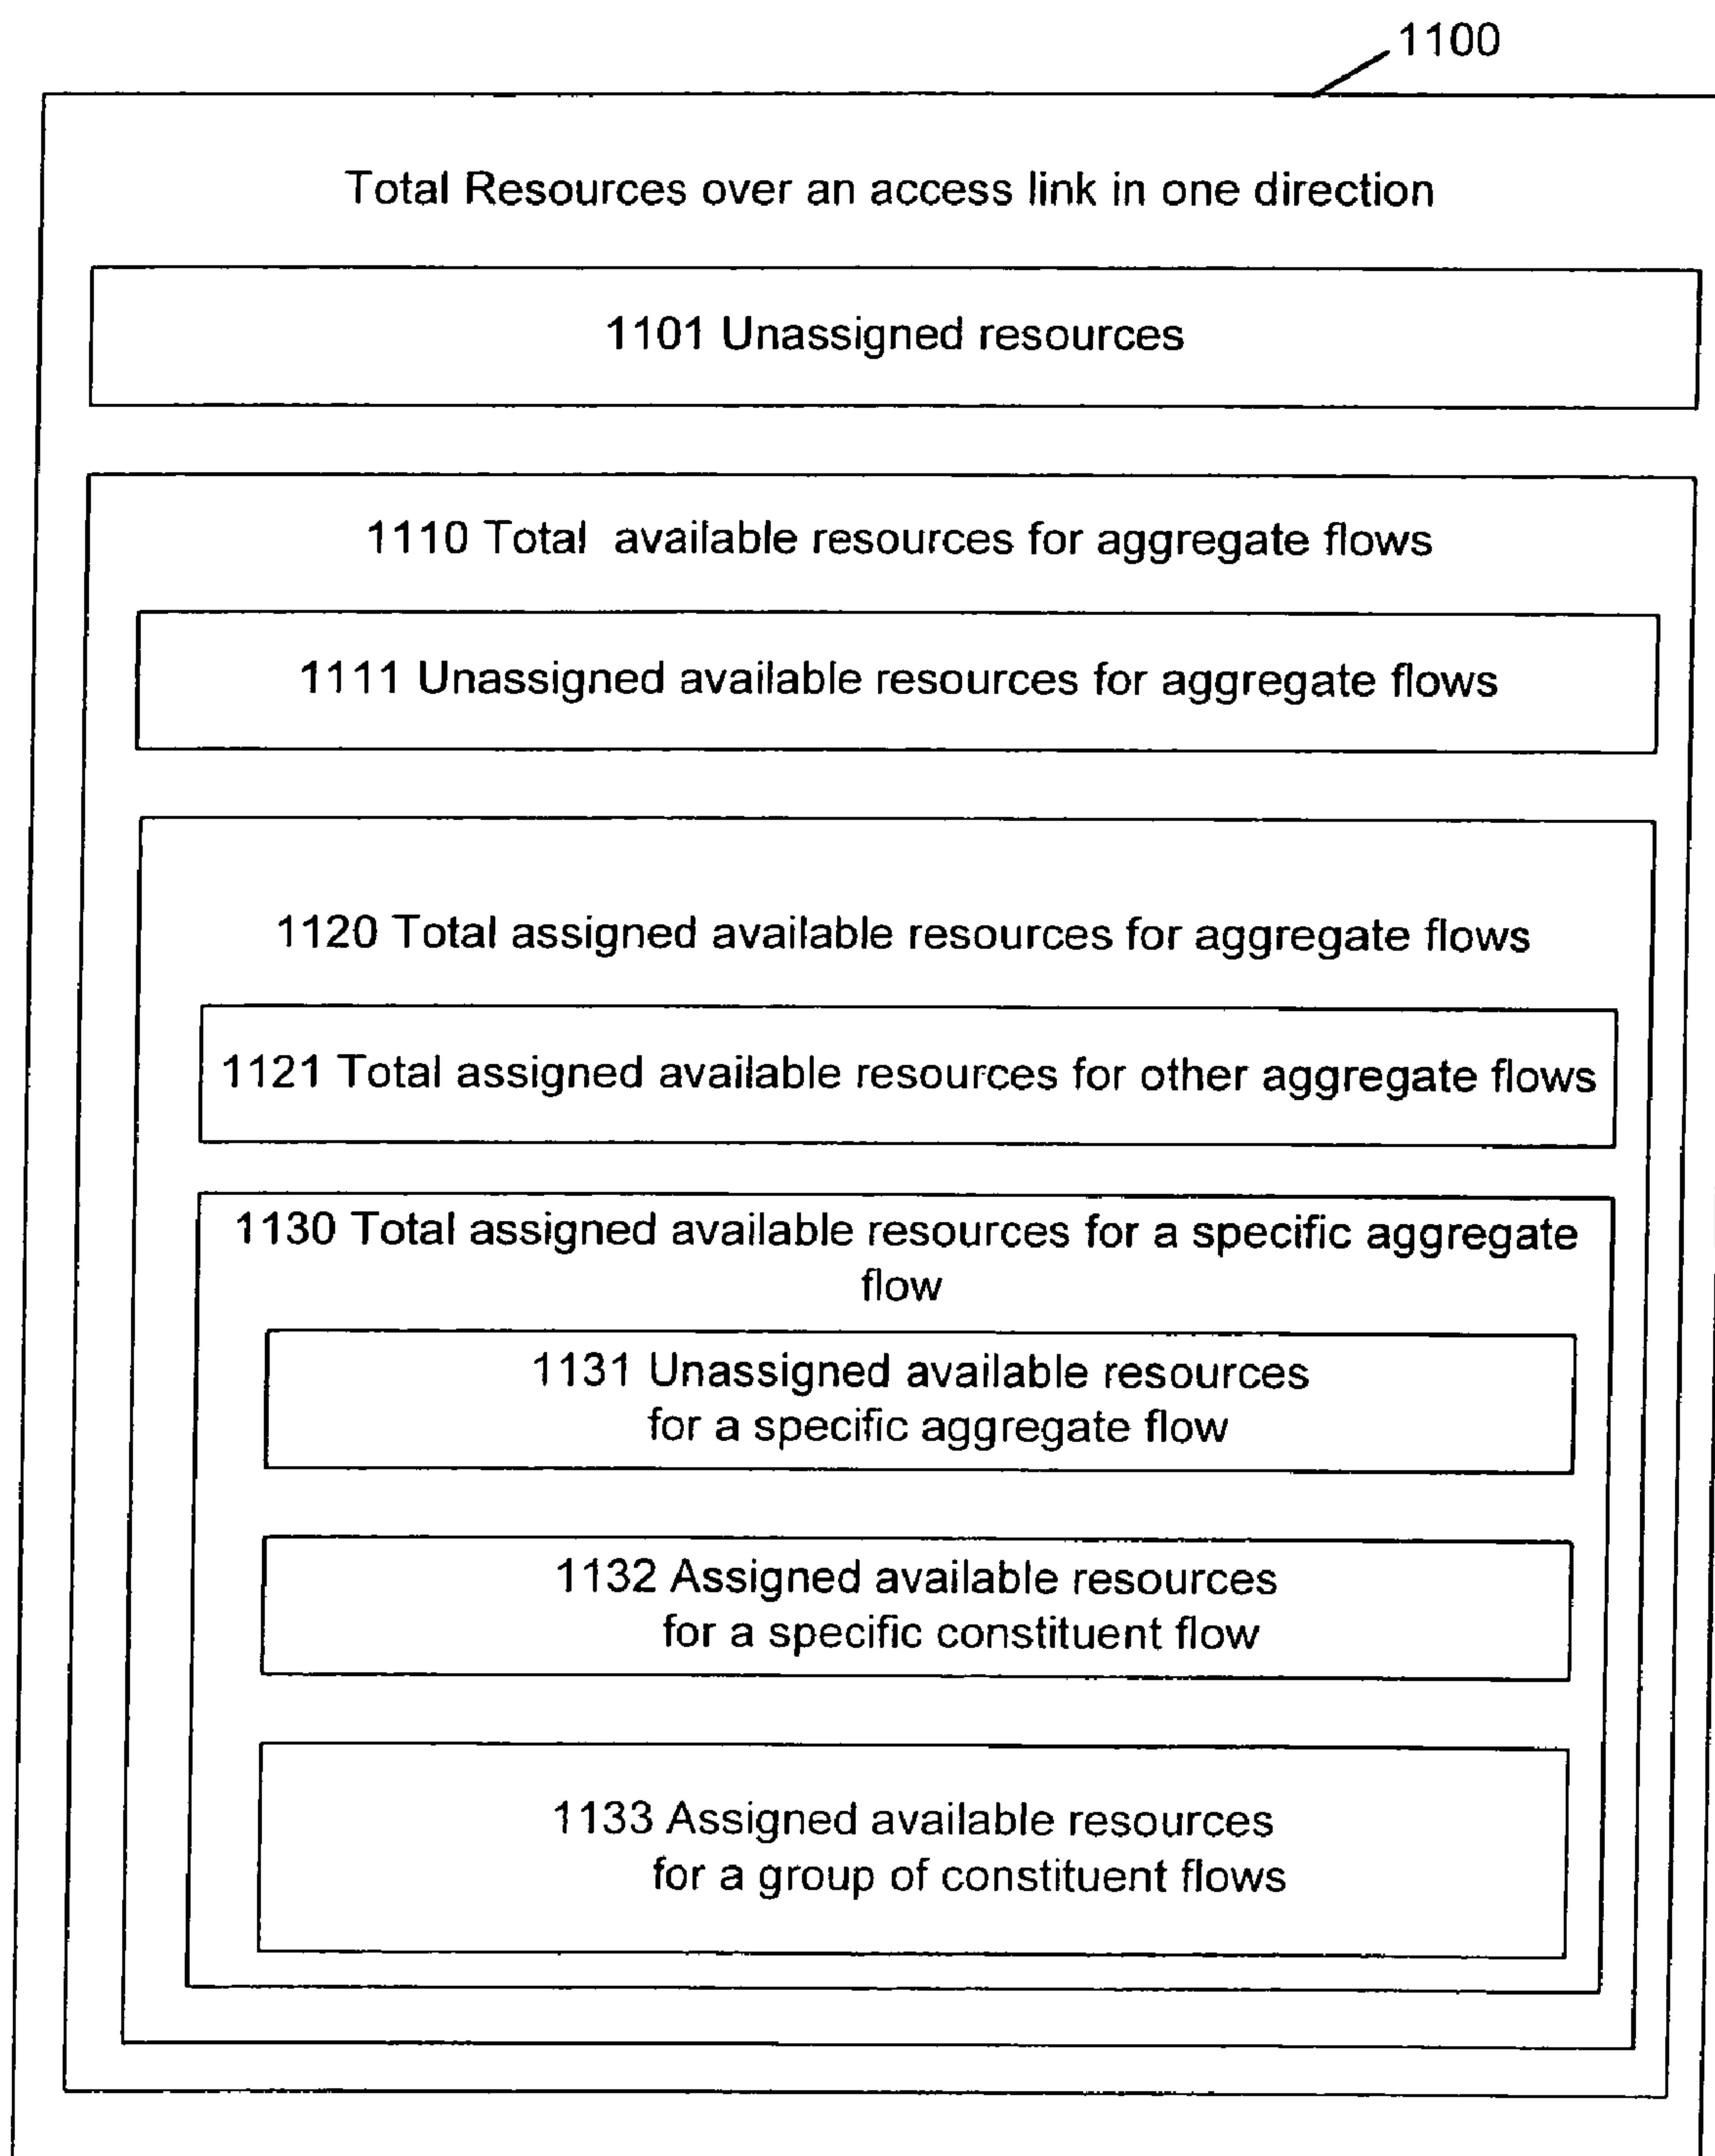 1100
Total Resources over an access link in one direction
1101 Unassigned resources
1110 Total available resources for aggregate flows
1111 Unassigned available resources for aggregate flows
1120 Total assigned available resources for aggregate flows
1121 Total assigned available resources for other aggregate flows
1130 Total assigned available resources for a specific aggregate
flow
1131 Unassigned available resources
for a specific aggregate flow
1132 Assigned available resources
for a specific constituent flow
1133 Assigned available resources
for a group of constituent flows